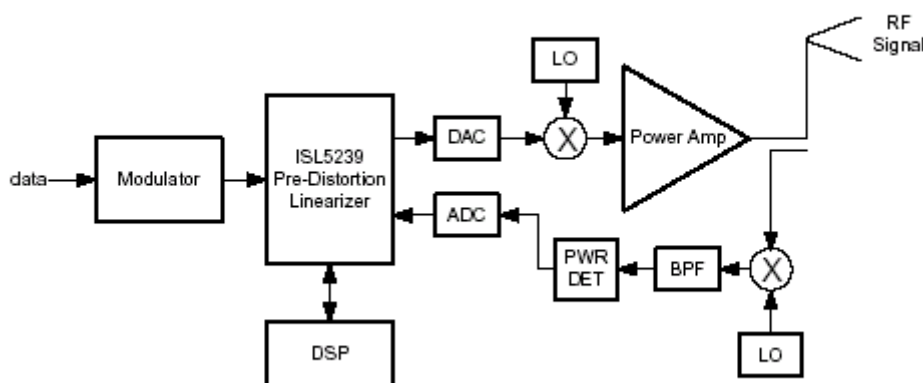 RF
Signal
LO
DAC
X
Power Amp
data
Modulator
ISL5239
Pre-Distortion
Linearizer
ADC
PWR
DET
BPF
X
DSP
LO